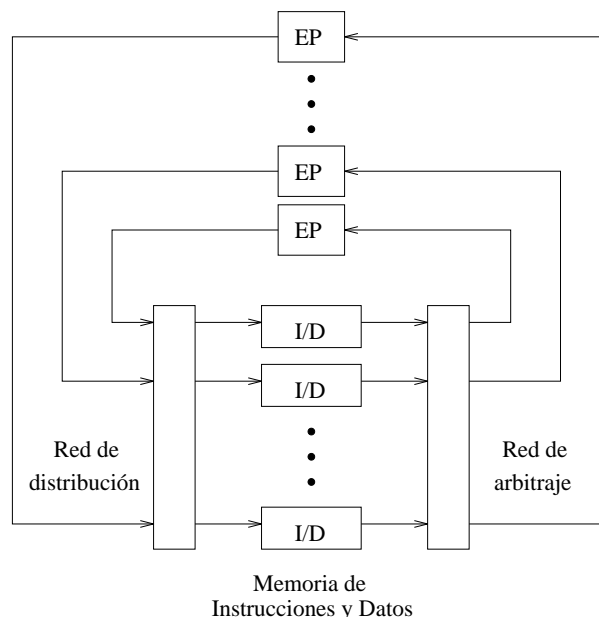 EP
EP
EP
I/D
I/D
Red de
distribución
Red de
arbitraje
I/D
Memoria de
Instrucciones y Datos